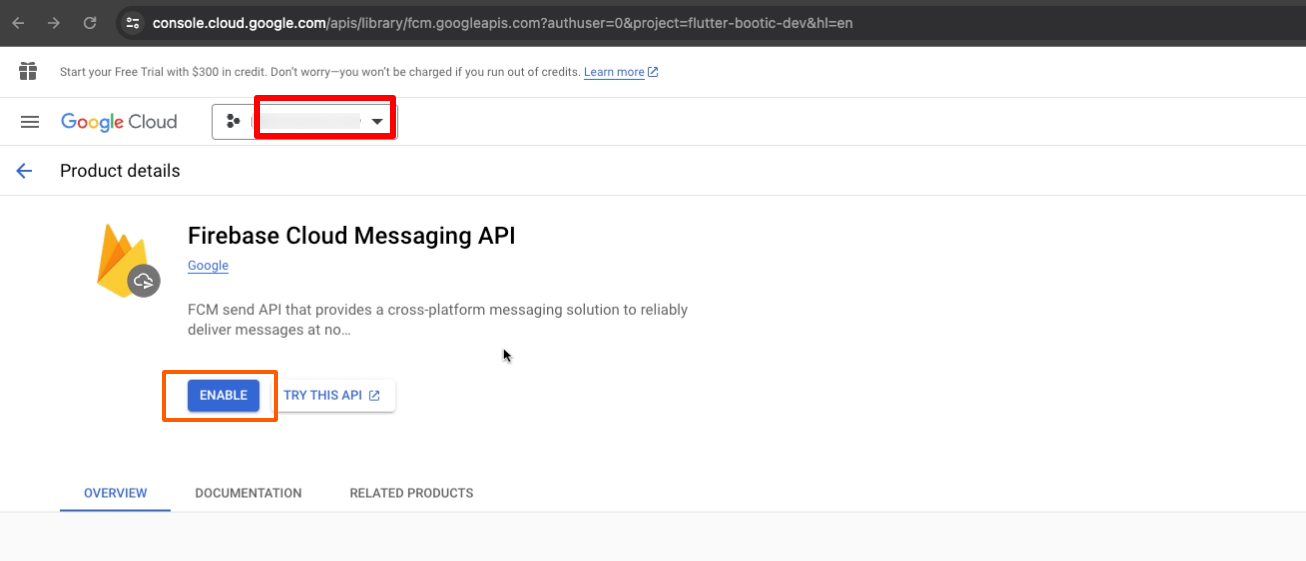 console.cloud.google.com/apis/library/fcm.googleapis.com?authuser=0&project=flutter-bootic-dev&hl=en
Start your Free Trial with $300 in credit. Don't worry—you won't be charged if you run out of credits. Learn more
Google Cloud
Product details
Firebase Cloud Messaging API
Google
FCM send API that provides a cross-platform messaging solution to reliably
deliver messages at no…
ENABLE TRY THIS API
OVERVIEW DOCUMENTATION RELATED PRODUCTS